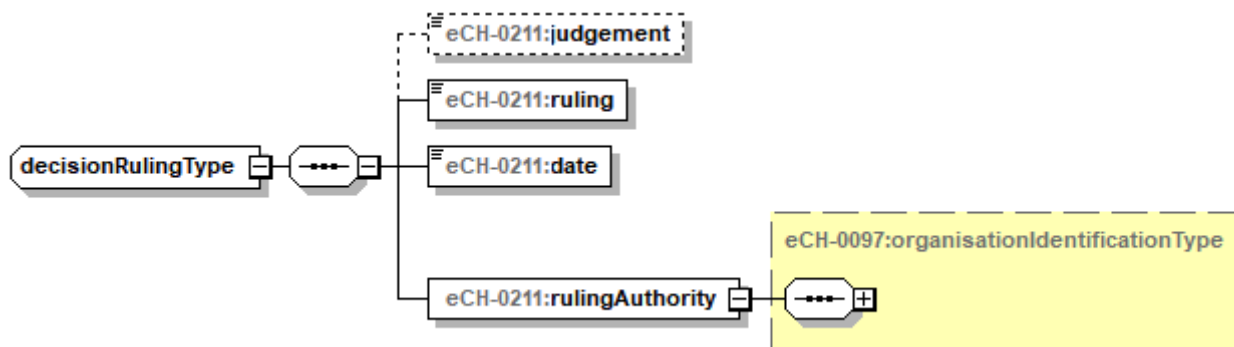 eCH-0211:judgement
eCH-0211:ruling
decisionRulingType
eCH-0211:date
eCH-0097:organisationIdentificationType
eCH-0211:rulingAuthority